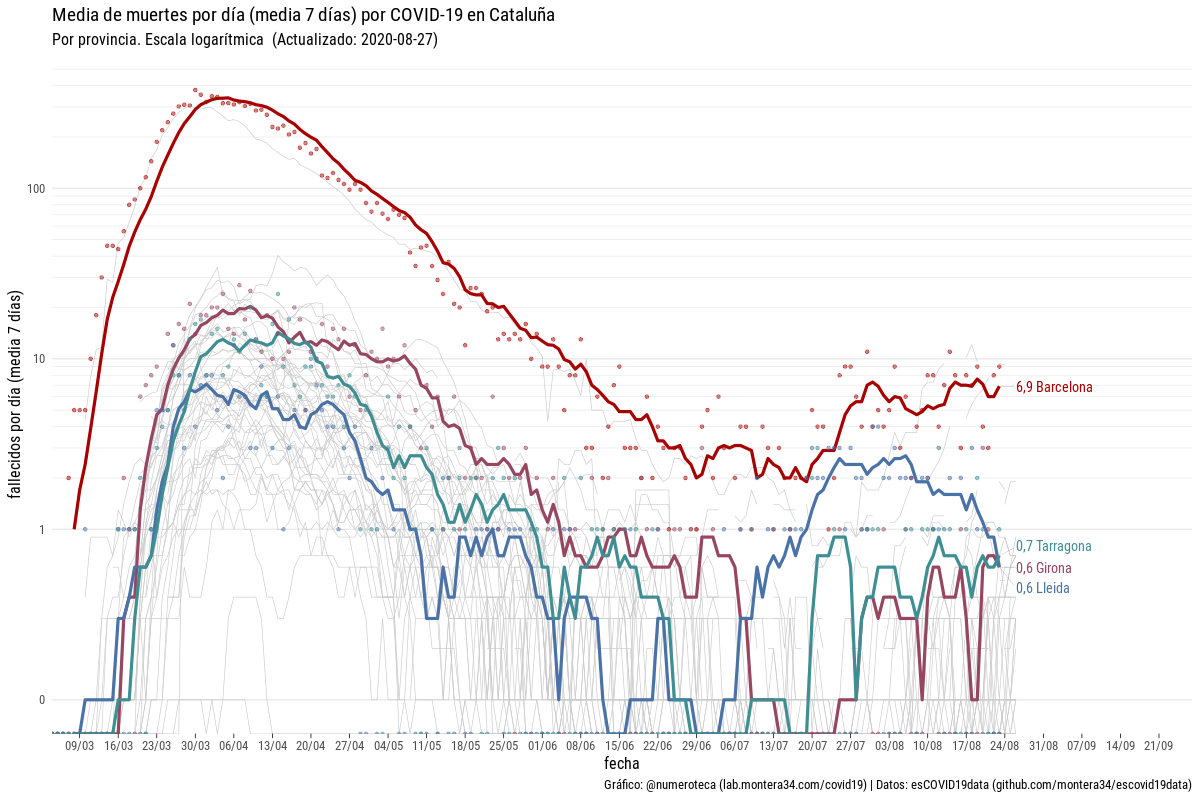 Media de muertes por día (media 7 días) por COVID-19 en Cataluña
Por provincia. Escala logarítmica (Actualizado: 2020-08-27)
fallecidos por día (media 7 días)
100
10
1
0
6,9 Barcelona
0,7 Tarragona
0,6 Girona
0,6 Lleida
09/03 16/03 23/03 30/03 06/04 13/04 20/04 27/04 04/05 11/05 18/05 25/05 01/06 08/06 15/06 22/06 29/06 06/07 13/07 20/07 27/07 03/08 10/08 17/08 24/08 31/08 07/09 14/09 21/09
fecha
Gráfico: @numeroteca (lab.montera34.com/covid19) | Datos: esCOVID19data (github.com/montera34/escovid19data)